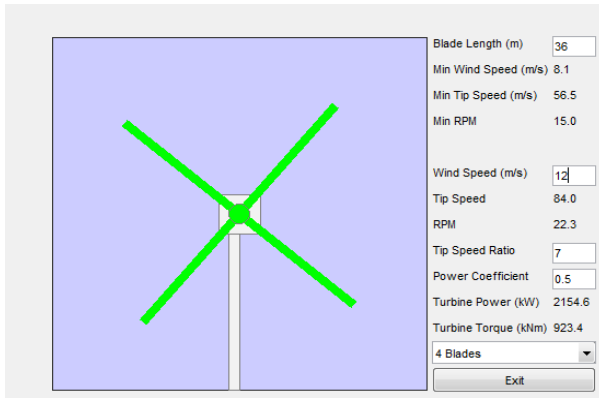 Blade Length (m) 36
Min Wind Speed (m/s) 8.1
Min Tip Speed (m/s) 56.5
Min RPM 15.0
Wind Speed (m/s) 12
Tip Speed 84.0
RPM 22.3
Tip Speed Ratio 7
Power Coefficient 0.5
Turbine Power (kW) 2154.6
Turbine Torque (kNm) 923.4
4 Blades
Exit